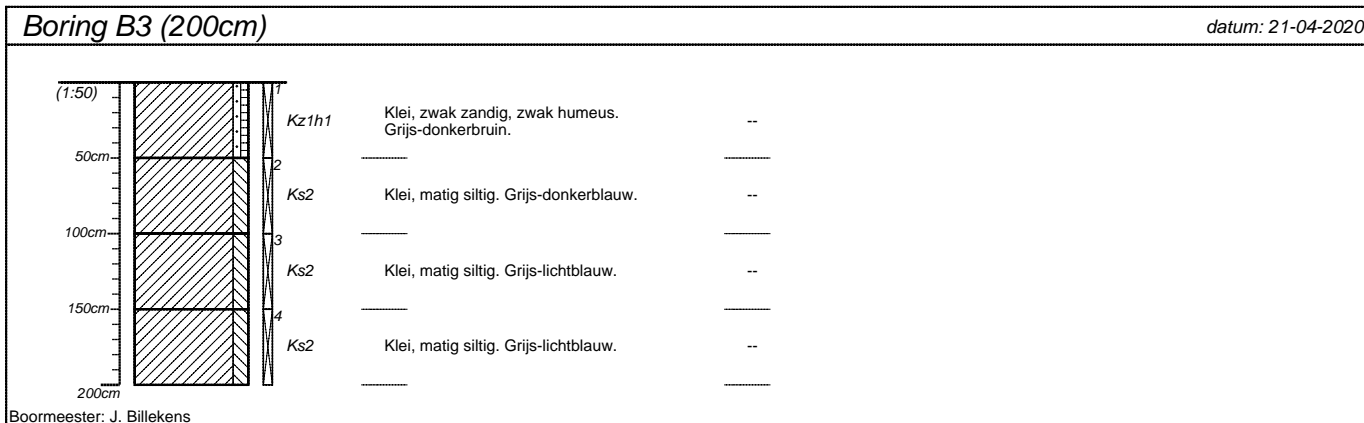 Boring B3 (200cm)
datum: 21-04-2020
(1:50)
1
Kz1h1
Klei, zwak zandig, zwak humeus.
Grijs-donkerbruin.
--
50cm
2
Ks2
Klei, matig siltig. Grijs-donkerblauw.
--
100cm
3
Ks2
Klei, matig siltig. Grijs-lichtblauw.
--
150cm
4
Ks2
Klei, matig siltig. Grijs-lichtblauw.
--
200cm
Boormeester: J. Billekens